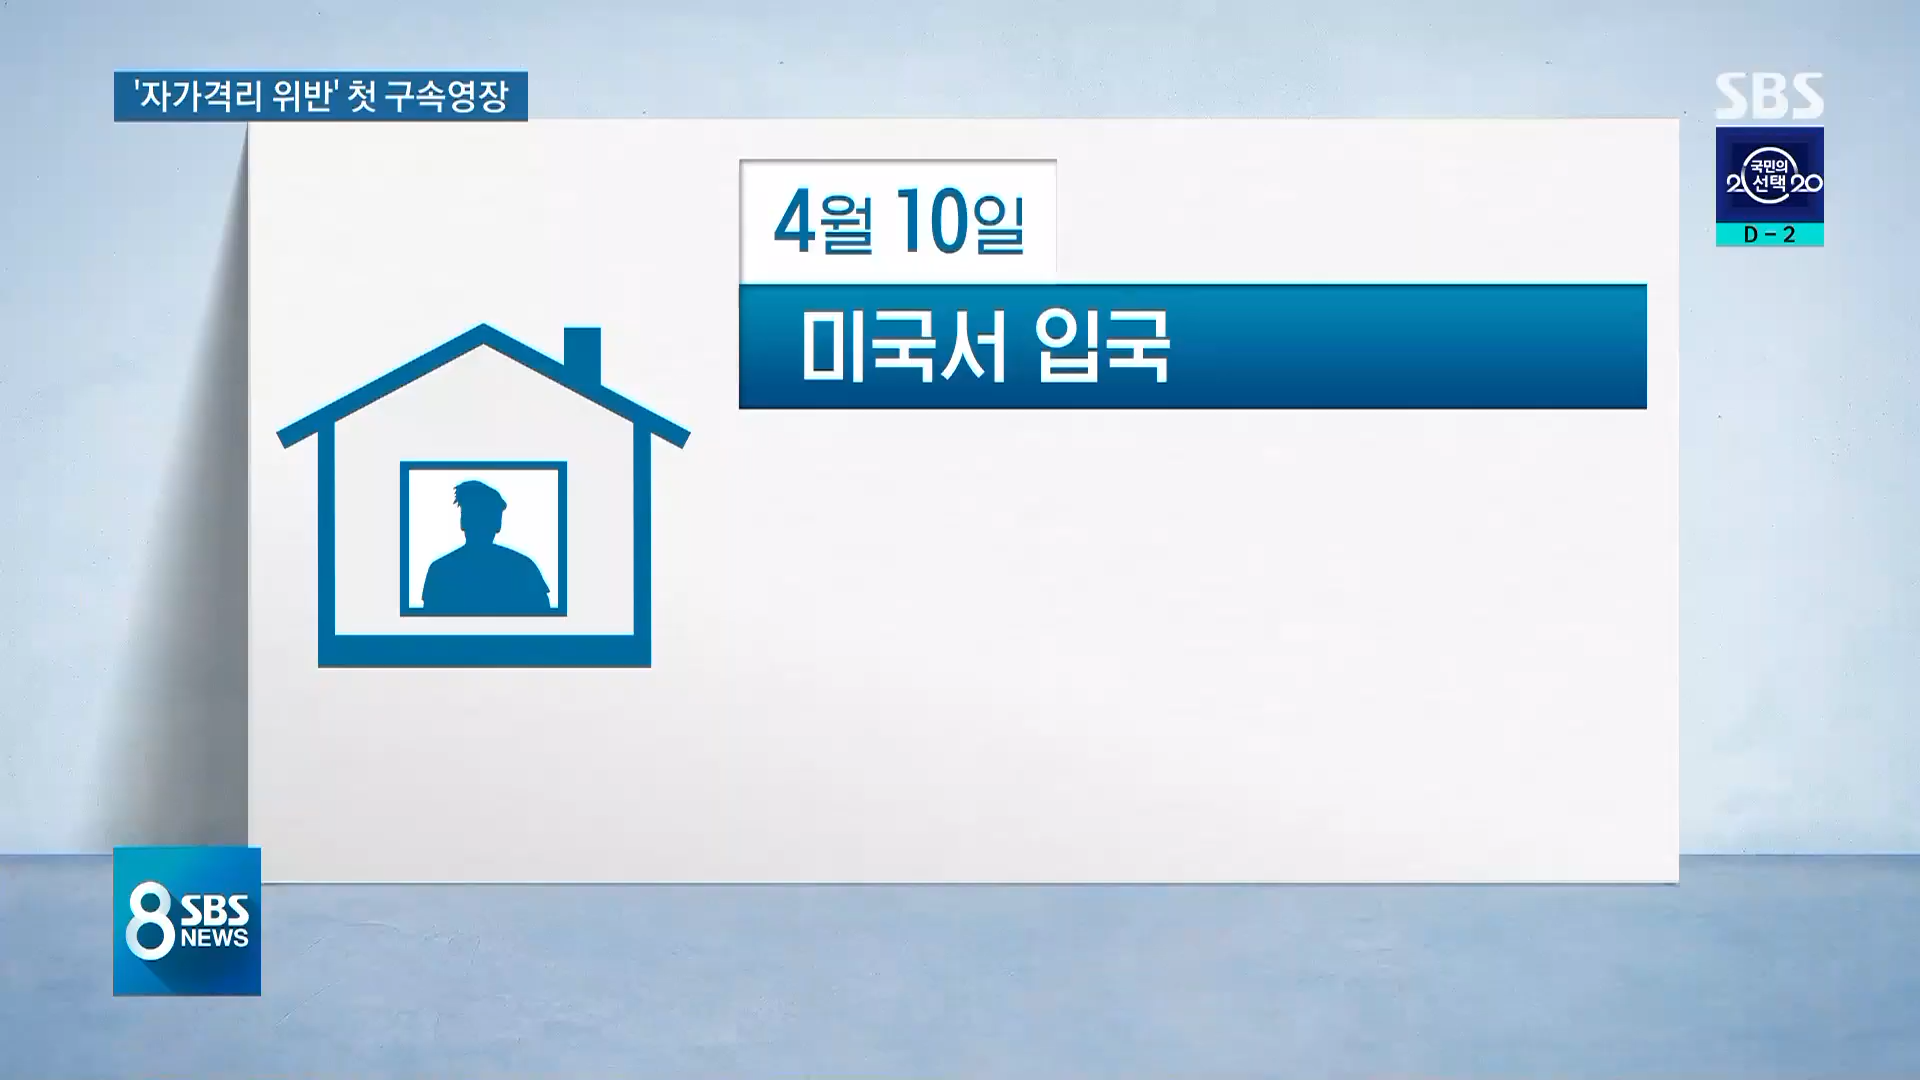 '자가격리 위반' 첫 구속영장
SBS
국민의
2 선택 20
D - 2
4월 10일
미국서 입국
8 SBS
NEWS